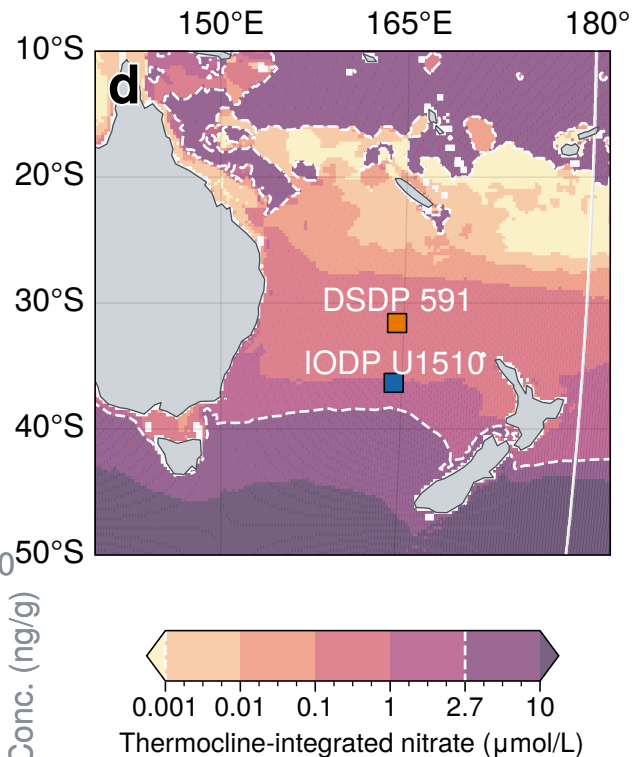 150°E 165°E 180°
10°S
d
20°S
30°S
DSDP 591
IODP U1510
40°S
50°S
0
Conc. (ng/g)
0.001 0.01 0.1 1 2.7 10
Thermocline-integrated nitrate (µmol/L)